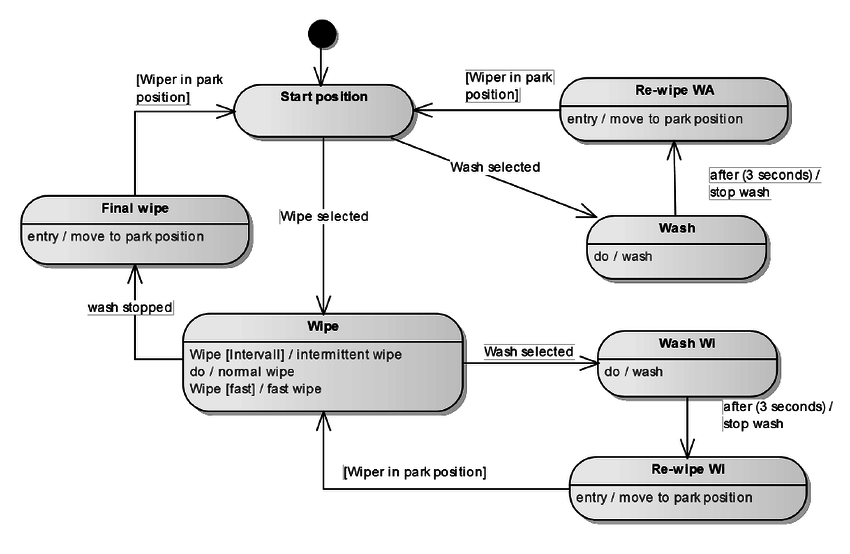 [Wiper in park
position]
Start position
[Wiper in park
position]
Re-wipe WA
entry / move to park position
Wash selected
after (3 seconds) /
stop wash
Final wipe
entry / move to park position
Wipe selected
Wash
do / wash
wash stopped
Wipe
Wipe [Intervall] / intermittent wipe
do / normal wipe
Wipe [fast] / fast wipe
Wash selected
Wash WI
do / wash
after (3 seconds) /
stop wash
[Wiper in park position]
Re-wipe WI
entry / move to park position